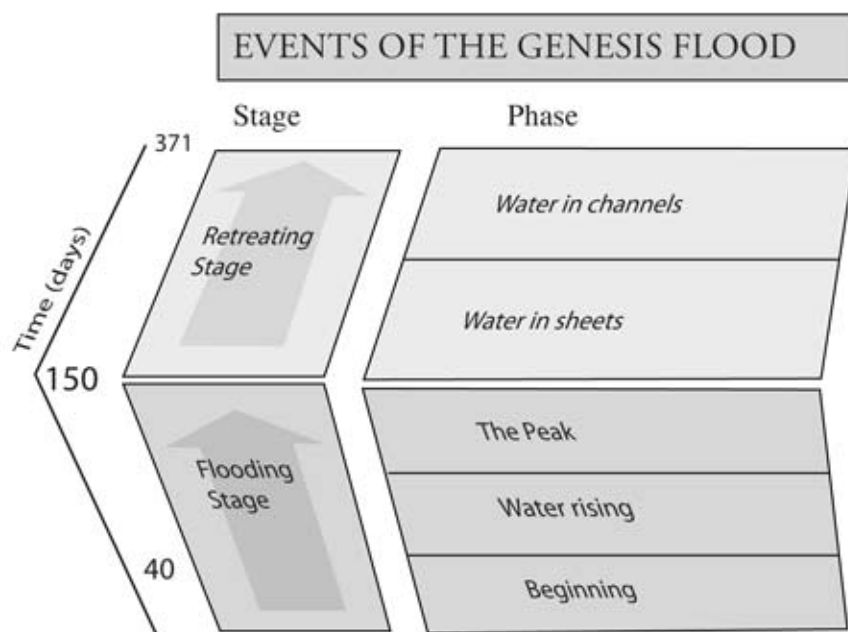 EVENTS OF THE GENESIS FLOOD
Stage
Phase
371
Time (days)
150
40
Retreating
Stage
Flooding
Stage
Water in channels
Water in sheets
The Peak
Water rising
Beginning